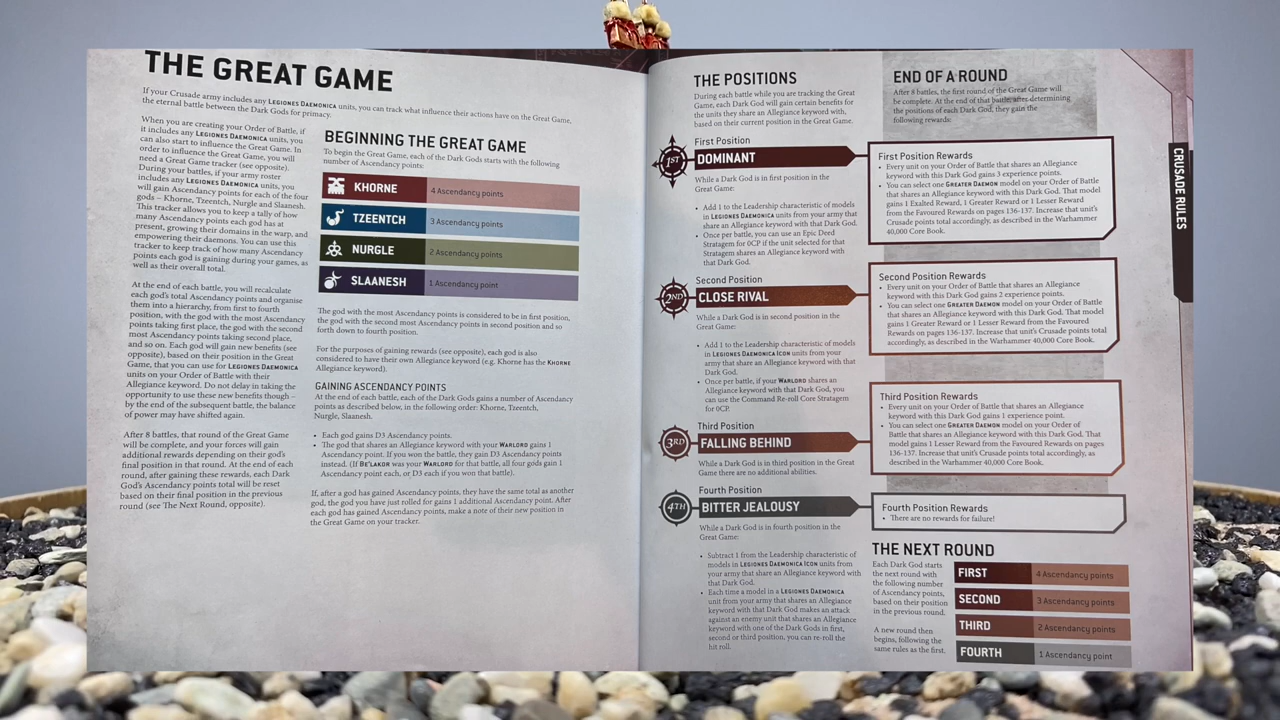 THE GREAT GAME
If your Crusade army includes any LEGIONES DAEMONICA units, you can track what influence their actions have on the Great Game,
the eternal battle between the Dark Gods for primacy.
When you are creating your Order of Battle, if
it includes any LEGIONES DAEMONICA units, you
can also start to influence the Great Game. In
order to influence the Great Game, you will
need a Great Game tracker (see opposite).
During your battles, if your army roster
includes any LEGIONES DAEMONICA units, you
will gain Ascendancy points for each of the four
gods – Khorne, Tzeentch, Nurgle and Slaanesh.
This tracker allows you to keep a tally of how
many Ascendancy points each god has at
present, growing their domains in the warp, and
empowering their daemons. You can use this
tracker to keep track of how many Ascendancy
points each god is gaining during your games, as
well as their overall total.
At the end of each battle, you will recalculate
each god's total Ascendancy points and organise
them into a hierarchy, from first to fourth
position, with the god with the most Ascendancy
points taking first place, the god with the second
most Ascendancy points taking second place,
and so on. Each god will gain new benefits (see
opposite), based on their position in the Great
Game, that you can use for LEGIONES DAEMONICA
units on your Order of Battle with their
Allegiance keyword. Do not delay in taking the
opportunity to use these new benefits though –
by the end of the subsequent battle, the balance
of power may have shifted again.
After 8 battles, that round of the Great Game
will be complete, and your forces will gain
additional rewards depending on their god's
final position in that round. At the end of each
round, after gaining these rewards, each Dark
God's Ascendancy points total will be reset
based on their final position in the previous
round (see The Next Round, opposite).
BEGINNING THE GREAT GAME
To begin the Great Game, each of the Dark Gods starts with the following
number of Ascendancy points:
KHORNE 4 Ascendancy points
TZEENTCH 3 Ascendancy points
NURGLE 2 Ascendancy points
SLAANESH 1 Ascendancy point
The god with the most Ascendancy points is considered to be in first position,
the god with the second most Ascendancy points in second position and so
forth down to fourth position.
For the purposes of gaining rewards (see opposite), each god is also
considered to have their own Allegiance keyword (e.g. Khorne has the KHORNE
Allegiance keyword).
GAINING ASCENDANCY POINTS
At the end of each battle, each of the Dark Gods gains a number of Ascendancy
points as described below, in the following order: Khorne, Tzeentch,
Nurgle, Slaanesh.
• Each god gains D3 Ascendancy points.
• The god that shares an Allegiance keyword with your WARLORD gains 1
Ascendancy point. If you won the battle, they gain D3 Ascendancy points
instead. (If BE'LAKOR was your WARLORD for that battle, all four gods gain 1
Ascendancy point each, or D3 each if you won that battle).
If, after a god has gained Ascendancy points, they have the same total as another
god, the god you have just rolled for gains 1 additional Ascendancy point. After
each god has gained Ascendancy points, make a note of their new position in
the Great Game on your tracker.
THE POSITIONS
During each battle while you are tracking the Great
Game, each Dark God will gain certain benefits for
the units they share an Allegiance keyword with,
based on their current position in the Great Game.
First Position
1ST DOMINANT
While a Dark God is in first position in the
Great Game:
• Add 1 to the Leadership characteristic of models
in LEGIONES DAEMONICA units from your army that
share an Allegiance keyword with that Dark God.
• Once per battle, you can use an Epic Deed
Stratagem for 0CP if the unit selected for that
Stratagem shares an Allegiance keyword with
that Dark God.
Second Position
2ND CLOSE RIVAL
While a Dark God is in second position in the
Great Game:
• Add 1 to the Leadership characteristic of models
in LEGIONES DAEMONICA ICON units from your
army that share an Allegiance keyword with that
Dark God.
• Once per battle, if your WARLORD shares an
Allegiance keyword with that Dark God, you
can use the Command Re-roll Core Stratagem
for 0CP.
Third Position
3RD FALLING BEHIND
While a Dark God is in third position in the Great
Game there are no additional abilities.
Fourth Position
4TH BITTER JEALOUSY
While a Dark God is in fourth position in the
Great Game:
• Subtract 1 from the Leadership characteristic of
models in LEGIONES DAEMONICA ICON units from
your army that share an Allegiance keyword with
that Dark God.
• Each time a model in a LEGIONES DAEMONICA
unit from your army that shares an Allegiance
keyword with that Dark God makes an attack
against an enemy unit that shares an Allegiance
keyword with one of the Dark Gods in first,
second or third position, you can re-roll the
hit roll.
END OF A ROUND
After 8 battles, the first round of the Great Game will
be complete. At the end of that battle, after determining
the positions of each Dark God, they gain the
following rewards:
First Position Rewards
• Every unit on your Order of Battle that shares an Allegiance
keyword with this Dark God gains 3 experience points.
• You can select one GREATER DAEMON model on your Order of Battle
that shares an Allegiance keyword with this Dark God. That model
gains 1 Exalted Reward, 1 Greater Reward or 1 Lesser Reward
from the Favoured Rewards on pages 136-137. Increase that unit's
Crusade points total accordingly, as described in the Warhammer
40,000 Core Book.
Second Position Rewards
• Every unit on your Order of Battle that shares an Allegiance
keyword with this Dark God gains 2 experience points.
• You can select one GREATER DAEMON model on your Order of Battle
that shares an Allegiance keyword with this Dark God. That model
gains 1 Greater Reward or 1 Lesser Reward from the Favoured
Rewards on pages 136-137. Increase that unit's Crusade points total
accordingly, as described in the Warhammer 40,000 Core Book.
Third Position Rewards
• Every unit on your Order of Battle that shares an Allegiance
keyword with this Dark God gains 1 experience point.
• You can select one GREATER DAEMON model on your Order of
Battle that shares an Allegiance keyword with this Dark God. That
model gains 1 Lesser Reward from the Favoured Rewards on pages
136-137. Increase that unit's Crusade points total accordingly, as
described in the Warhammer 40,000 Core Book.
Fourth Position Rewards
• There are no rewards for failure!
THE NEXT ROUND
Each Dark God starts
the next round with
the following number
of Ascendancy points,
based on their position
in the previous round.
A new round then
begins, following the
same rules as the first.
FIRST 4 Ascendancy points
SECOND 3 Ascendancy points
THIRD 2 Ascendancy points
FOURTH 1 Ascendancy point
CRUSADE RULES